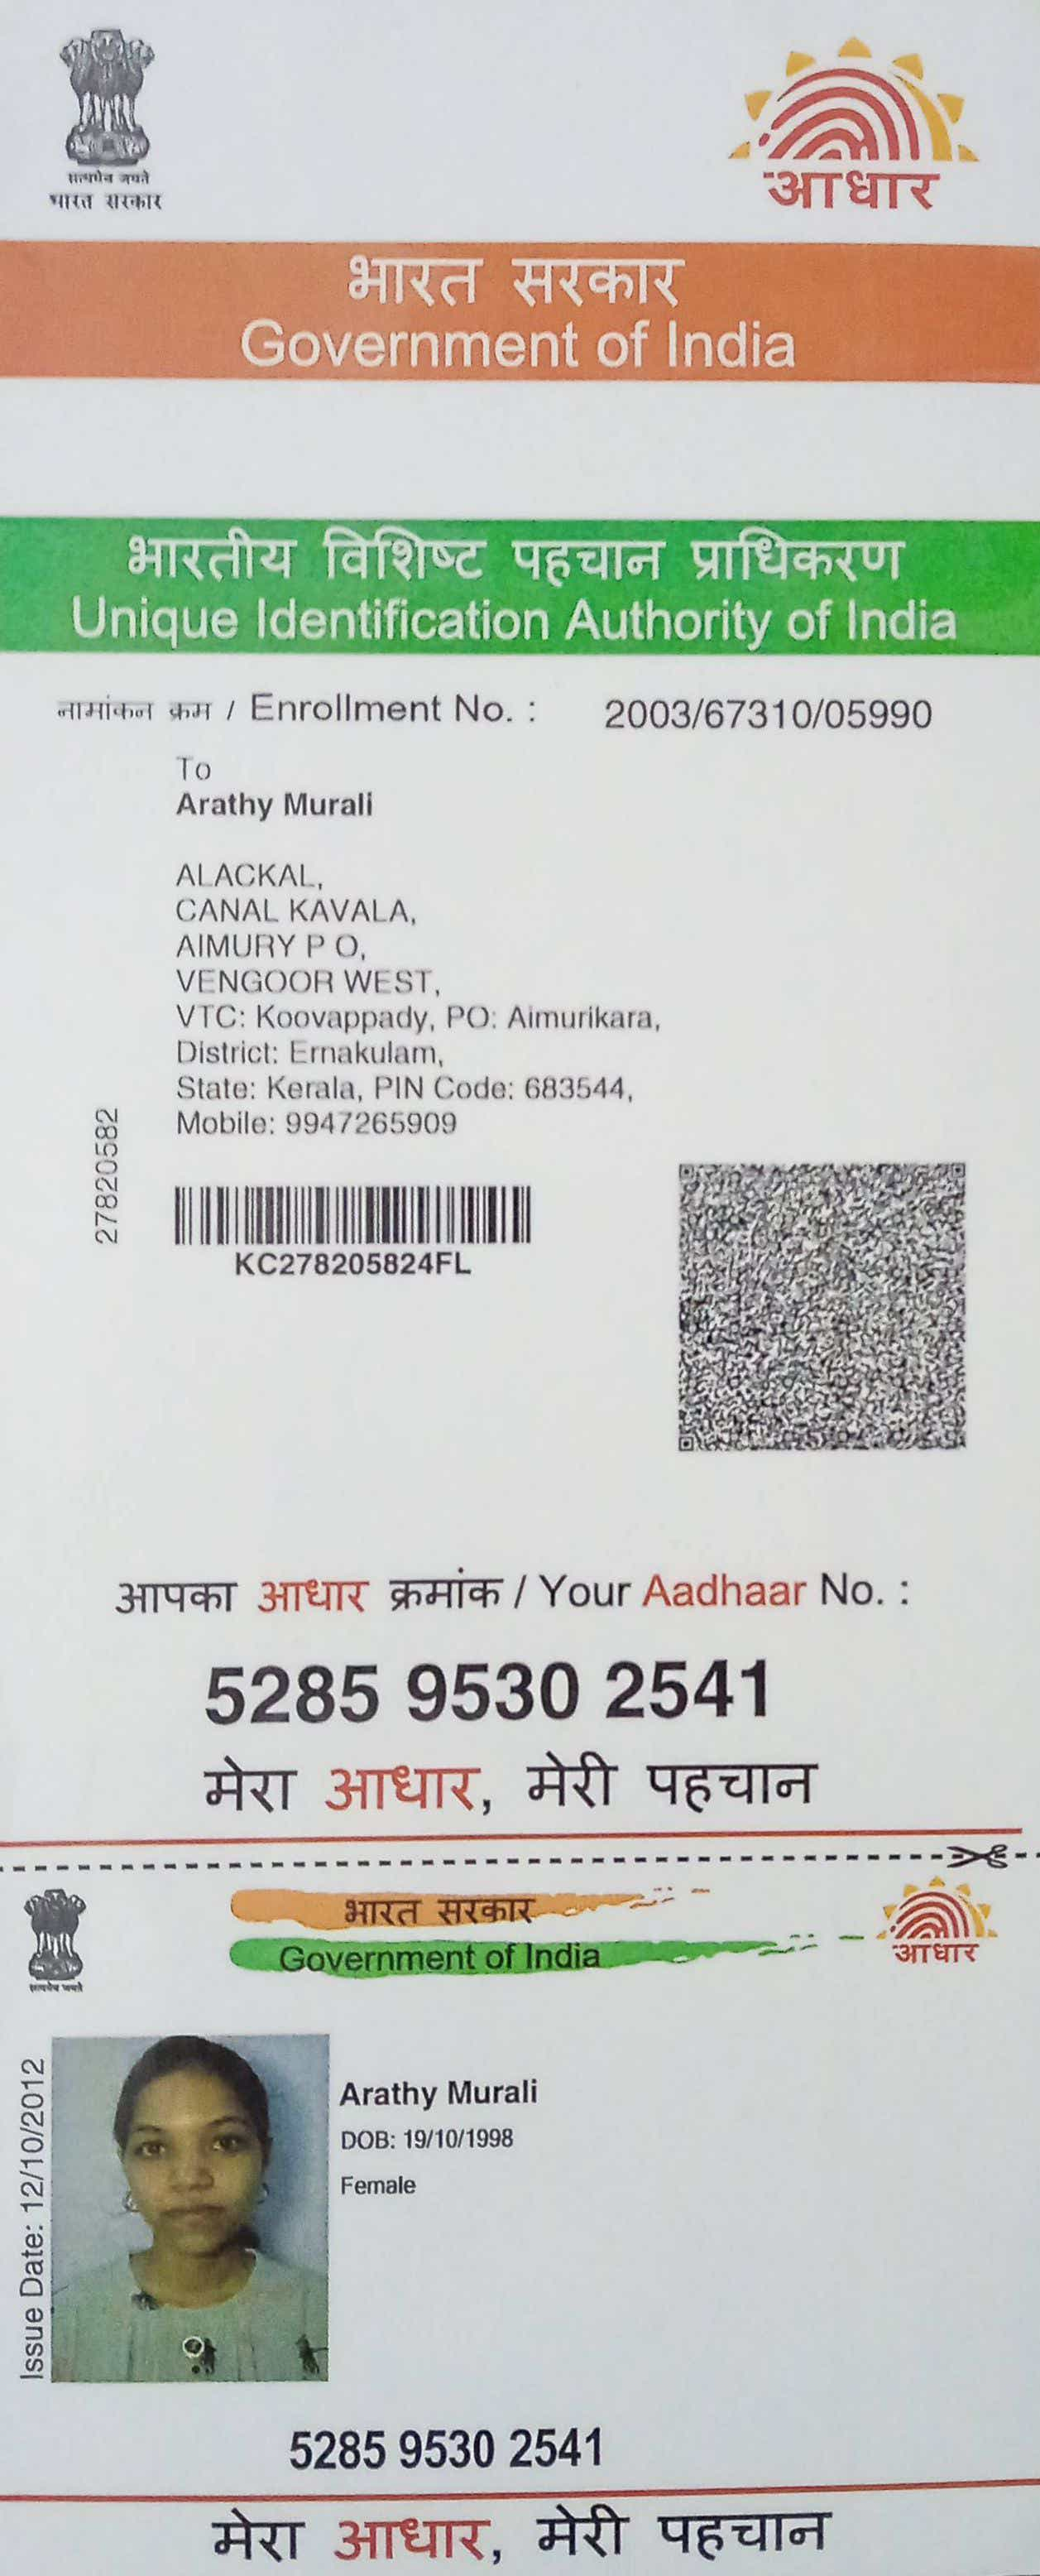 सत्यमेव जयते
भारत सरकार
आधार
भारत सरकार
Government of India
भारतीय विशिष्ट पहचान प्राधिकरण
Unique Identification Authority of India
नामांकन क्रम / Enrollment No. : 2003/67310/05990
To
Arathy Murali
ALACKAL,
CANAL KAVALA,
AIMURY P O,
VENGOOR WEST,
VTC: Koovappady, PO: Aimurikara,
District: Ernakulam,
State: Kerala, PIN Code: 683544,
Mobile: 9947265909
27820582
KC278205824FL
आपका आधार क्रमांक / Your Aadhaar No. :
5285 9530 2541
मेरा आधार, मेरी पहचान
भारत सरकार
Government of India
सत्यमेव जयते
आधार
Issue Date: 12/10/2012
Arathy Murali
DOB: 19/10/1998
Female
5285 9530 2541
मेरा आधार, मेरी पहचान